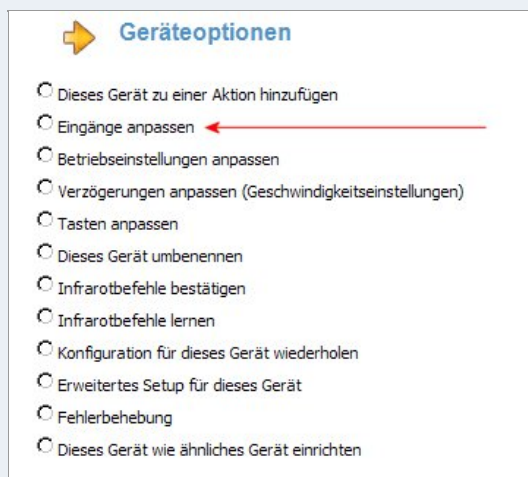 Geräteoptionen
Dieses Gerät zu einer Aktion hinzufügen
Eingänge anpassen
Betriebseinstellungen anpassen
Verzögerungen anpassen (Geschwindigkeitseinstellungen)
Tasten anpassen
Dieses Gerät umbenennen
Infrarotbefehle bestätigen
Infrarotbefehle lernen
Konfiguration für dieses Gerät wiederholen
Erweitertes Setup für dieses Gerät
Fehlerbehebung
Dieses Gerät wie ähnliches Gerät einrichten